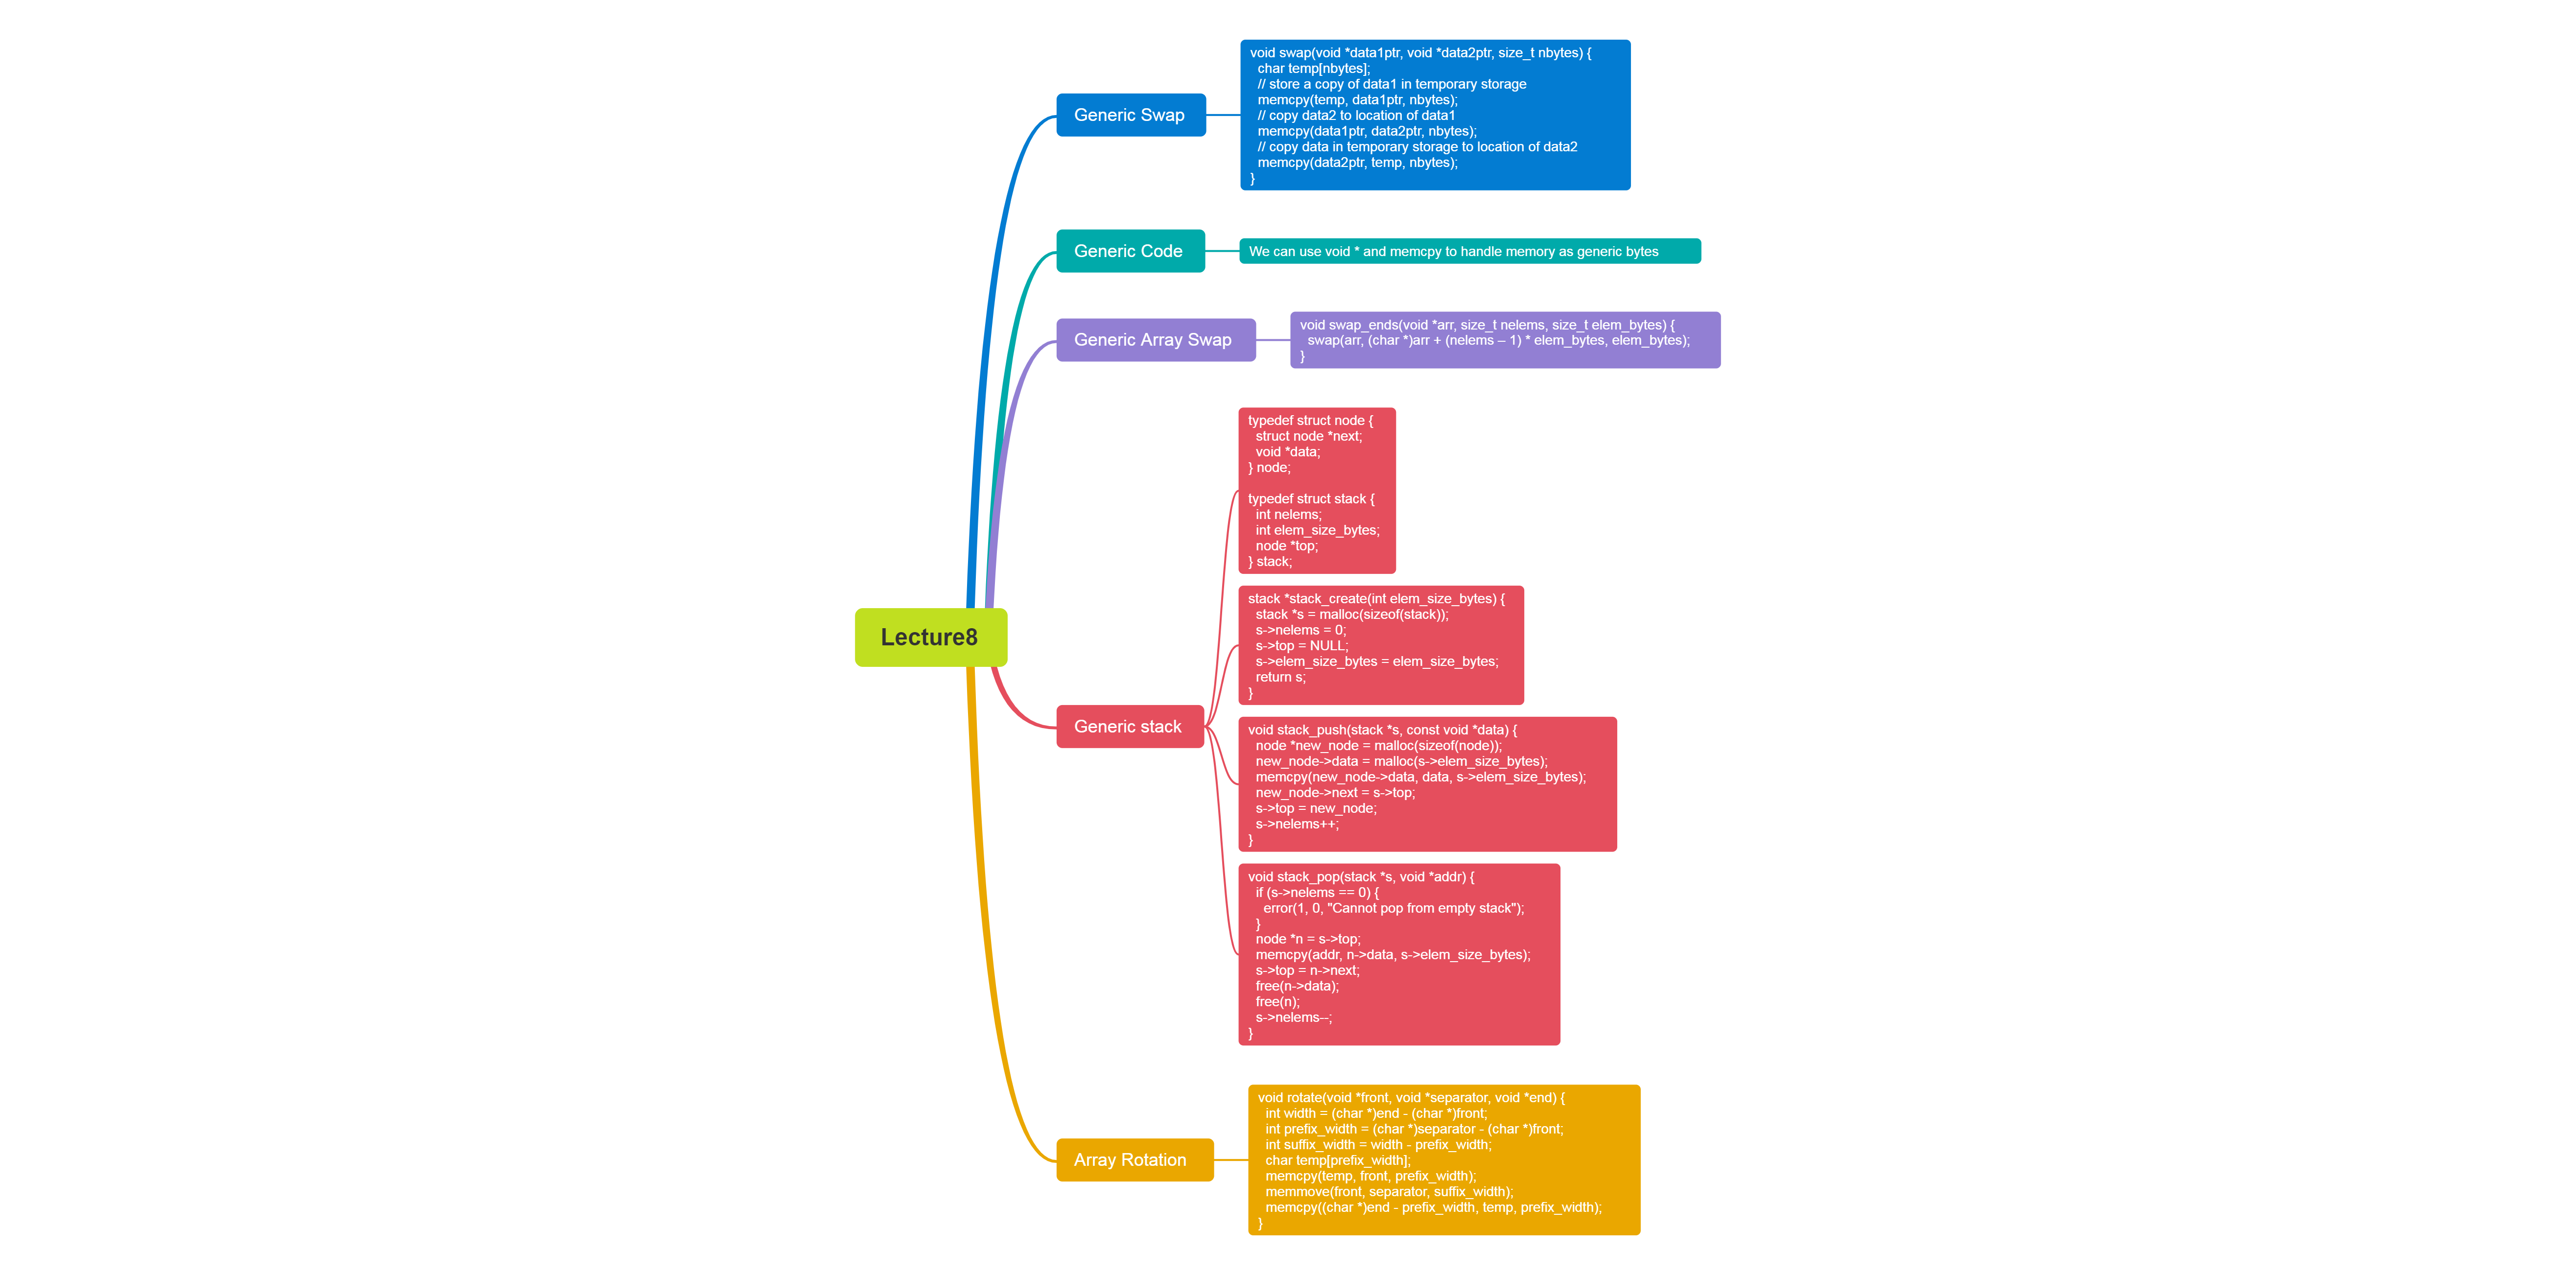 Lecture8
Generic Swap
void swap(void *data1ptr, void *data2ptr, size_t nbytes) {
  char temp[nbytes];
  // store a copy of data1 in temporary storage
  memcpy(temp, data1ptr, nbytes);
  // copy data2 to location of data1
  memcpy(data1ptr, data2ptr, nbytes);
  // copy data in temporary storage to location of data2
  memcpy(data2ptr, temp, nbytes);
}
Generic Code
We can use void * and memcpy to handle memory as generic bytes
Generic Array Swap
void swap_ends(void *arr, size_t nelems, size_t elem_bytes) {
  swap(arr, (char *)arr + (nelems – 1) * elem_bytes, elem_bytes);
}
Generic stack
typedef struct node {
  struct node *next;
  void *data;
} node;

typedef struct stack {
  int nelems;
  int elem_size_bytes;
  node *top;
} stack;
stack *stack_create(int elem_size_bytes) {
  stack *s = malloc(sizeof(stack));
  s->nelems = 0;
  s->top = NULL;
  s->elem_size_bytes = elem_size_bytes;
  return s;
}
void stack_push(stack *s, const void *data) {
  node *new_node = malloc(sizeof(node));
  new_node->data = malloc(s->elem_size_bytes);
  memcpy(new_node->data, data, s->elem_size_bytes);
  new_node->next = s->top;
  s->top = new_node;
  s->nelems++;
}
void stack_pop(stack *s, void *addr) {
  if (s->nelems == 0) {
    error(1, 0, "Cannot pop from empty stack");
  }
  node *n = s->top;
  memcpy(addr, n->data, s->elem_size_bytes);
  s->top = n->next;
  free(n->data);
  free(n);
  s->nelems--;
}
Array Rotation
void rotate(void *front, void *separator, void *end) {
  int width = (char *)end - (char *)front;
  int prefix_width = (char *)separator - (char *)front;
  int suffix_width = width - prefix_width;
  char temp[prefix_width];
  memcpy(temp, front, prefix_width);
  memmove(front, separator, suffix_width);
  memcpy((char *)end - prefix_width, temp, prefix_width);
}